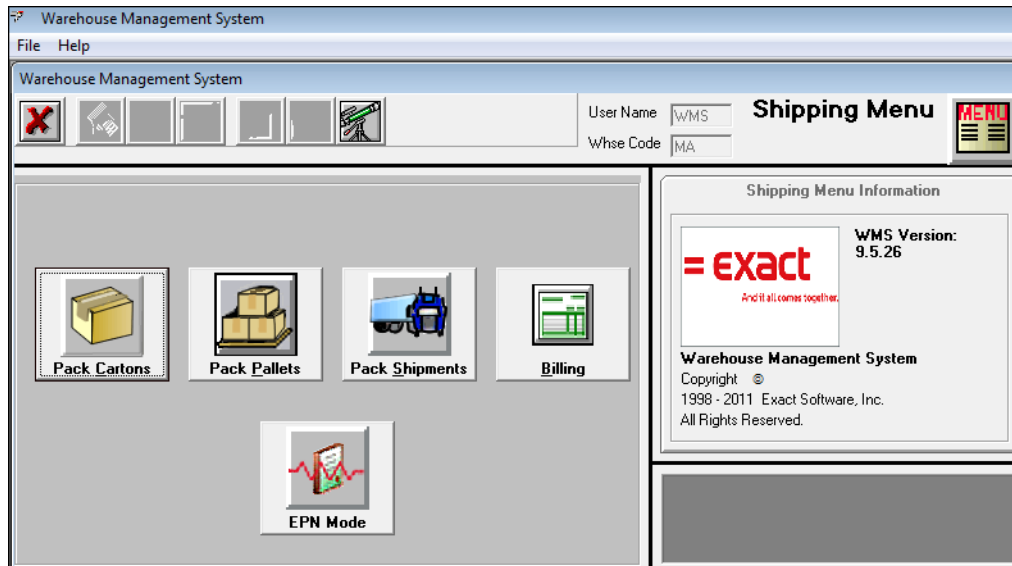 Warehouse Management System
File Help
Warehouse Management System
User Name WMS
Whse Code MA
Shipping Menu
MENU
Shipping Menu Information
= exact
And it all comes together.
WMS Version:
9.5.26
Warehouse Management System
Copyright ©
1998 - 2011 Exact Software, Inc.
All Rights Reserved.
Pack Cartons
Pack Pallets
Pack Shipments
Billing
EPN Mode